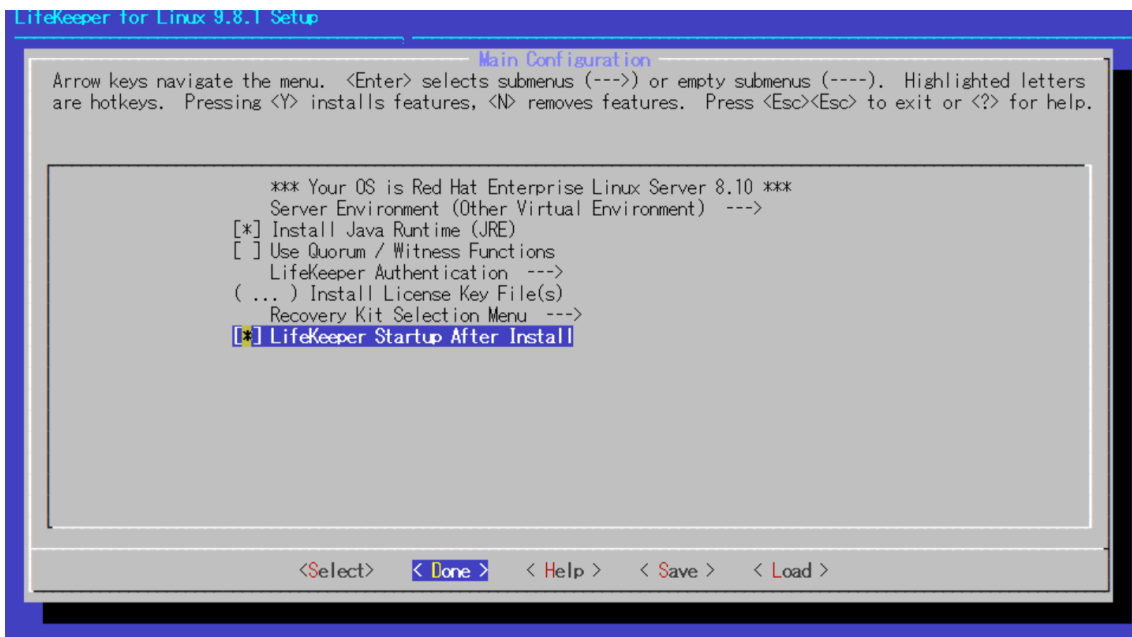 LifeKeeper for Linux 9.8.1 Setup
Main Configuration
Arrow keys navigate the menu.  <Enter> selects submenus (--->) or empty submenus (----).  Highlighted letters
are hotkeys.  Pressing <Y> installs features, <N> removes features.  Press <Esc><Esc> to exit or <?> for help.
*** Your OS is Red Hat Enterprise Linux Server 8.10 ***
Server Environment (Other Virtual Environment)  --->
[*] Install Java Runtime (JRE)
[ ] Use Quorum / Witness Functions
LifeKeeper Authentication  --->
( ... ) Install License Key File(s)
Recovery Kit Selection Menu  --->
[*] LifeKeeper Startup After Install
<Select>    < Done >    < Help >    < Save >    < Load >